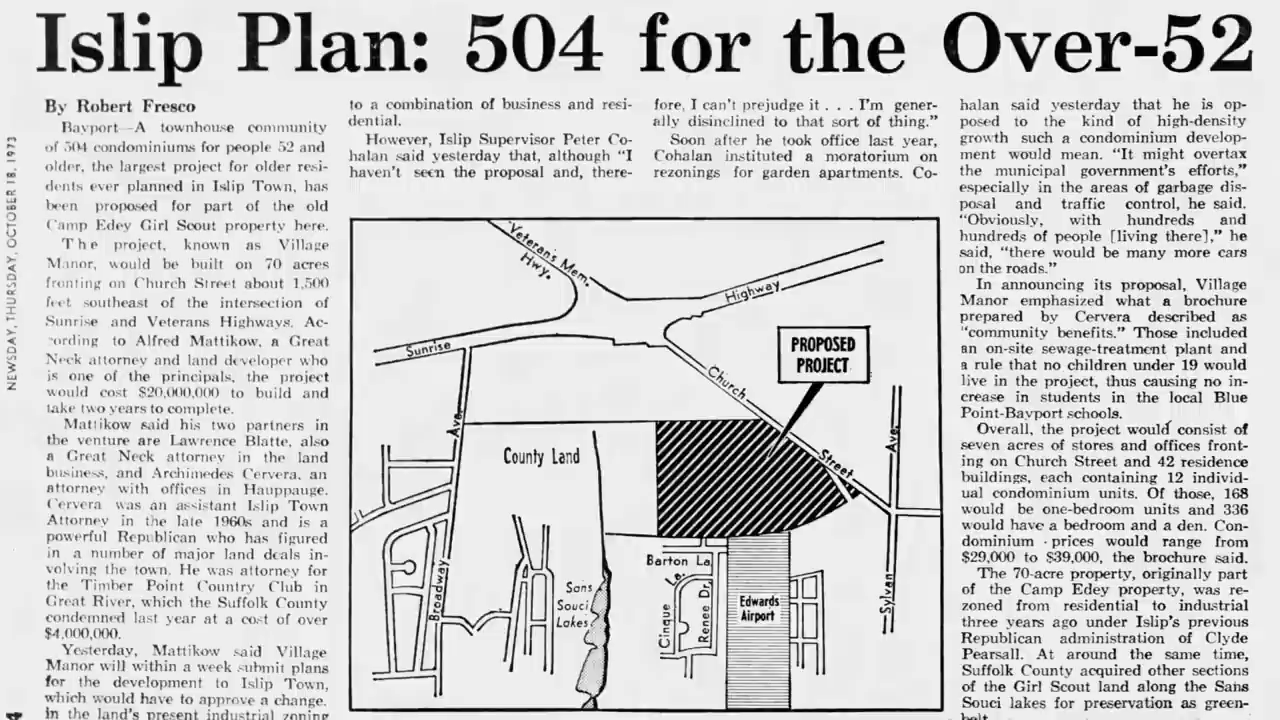 Islip Plan: 504 for the Over-52
NEWSDAY, THURSDAY, OCTOBER 18, 1973
By Robert Fresco
Bayport—A townhouse community
of 504 condominiums for people 52 and
older, the largest project for older resi-
dents ever planned in Islip Town, has
been proposed for part of the old
Camp Edey Girl Scout property here.
The project, known as Village
Manor, would be built on 70 acres
fronting on Church Street about 1,500
feet southeast of the intersection of
Sunrise and Veterans Highways. Ac-
cording to Alfred Mattikow, a Great
Neck attorney and land developer who
is one of the principals, the project
would cost $20,000,000 to build and
take two years to complete.
Mattikow said his two partners in
the venture are Lawrence Blatte, also
a Great Neck attorney in the land
business, and Archimedes Cervera, an
attorney with offices in Hauppauge.
Cervera was an assistant Islip Town
Attorney in the late 1960s and is a
powerful Republican who has figured
in a number of major land deals in-
volving the town. He was attorney for
the Timber Point Country Club in
Great River, which the Suffolk County
condemned last year at a cost of over
$4,000,000.
Yesterday, Mattikow said Village
Manor will within a week submit plans
for the development to Islip Town,
which would have to approve a change.
In the land's present industrial zoning
to a combination of business and resi-
dential.
However, Islip Supervisor Peter Co-
halan said yesterday that, although "I
haven't seen the proposal and, there-
fore, I can't prejudge it . . . I'm gener-
ally disinclined to that sort of thing."
Soon after he took office last year,
Cohalan instituted a moratorium on
rezonings for garden apartments. Co-
halan said yesterday that he is op-
posed to the kind of high-density
growth such a condominium develop-
ment would mean. "It might overtax
the municipal government's efforts,"
especially in the areas of garbage dis-
posal and traffic control, he said.
"Obviously, with hundreds and
hundreds of people [living there]," he
said, "there would be many more cars
on the roads."
In announcing its proposal, Village
Manor emphasized what a brochure
prepared by Cervera described as
"community benefits." Those included
an on-site sewage-treatment plant and
a rule that no children under 19 would
live in the project, thus causing no in-
crease in students in the local Blue
Point-Bayport schools.
Overall, the project would consist of
seven acres of stores and offices front-
ing on Church Street and 42 residence
buildings, each containing 12 individ-
ual condominium units. Of those, 168
would be one-bedroom units and 336
would have a bedroom and a den. Con-
dominium prices would range from
$29,000 to $39,000, the brochure said.
The 70-acre property, originally part
of the Camp Edey property, was re-
zoned from residential to industrial
three years ago under Islip's previous
Republican administration of Clyde
Pearsall. At around the same time,
Suffolk County acquired other sections
of the Girl Scout land along the Sans
Souci lakes for preservation as green-
belt.
Veterans Mem.
Hwy.
Highway
Sunrise
PROPOSED
PROJECT
Church
Street
Ave.
Ave.
County Land
Broadway
Sans
Souci
Lakes
Barton La.
Cinque
La.
Renee Dr.
Edwards
Airport
Sylvan
4